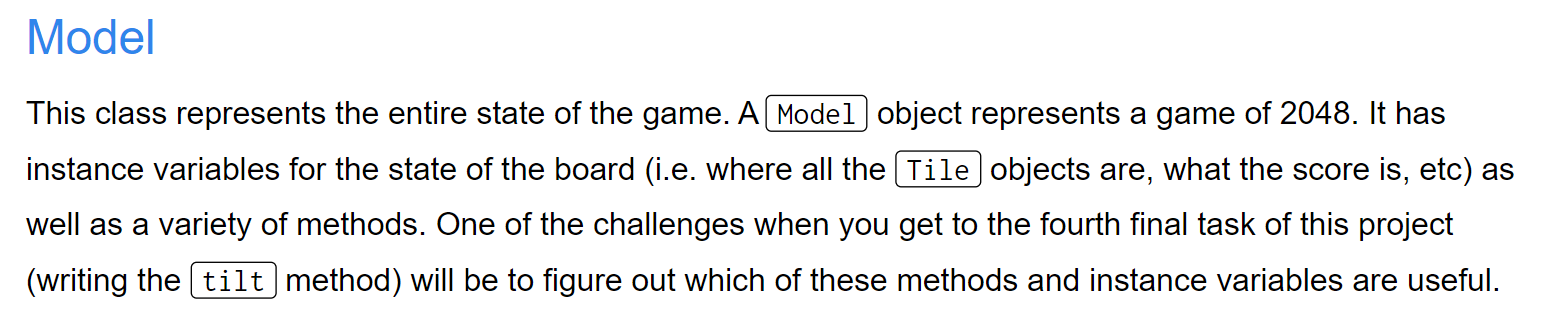 Model
This class represents the entire state of the game. A Model object represents a game of 2048. It has
instance variables for the state of the board (i.e. where all the Tile objects are, what the score is, etc) as
well as a variety of methods. One of the challenges when you get to the fourth final task of this project
(writing the tilt method) will be to figure out which of these methods and instance variables are useful.